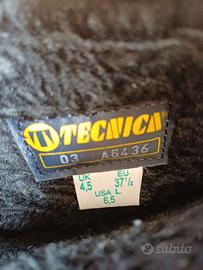 TECNICA
03 A6436
UK EU
4,5 37½
USA L.
6,5
subito